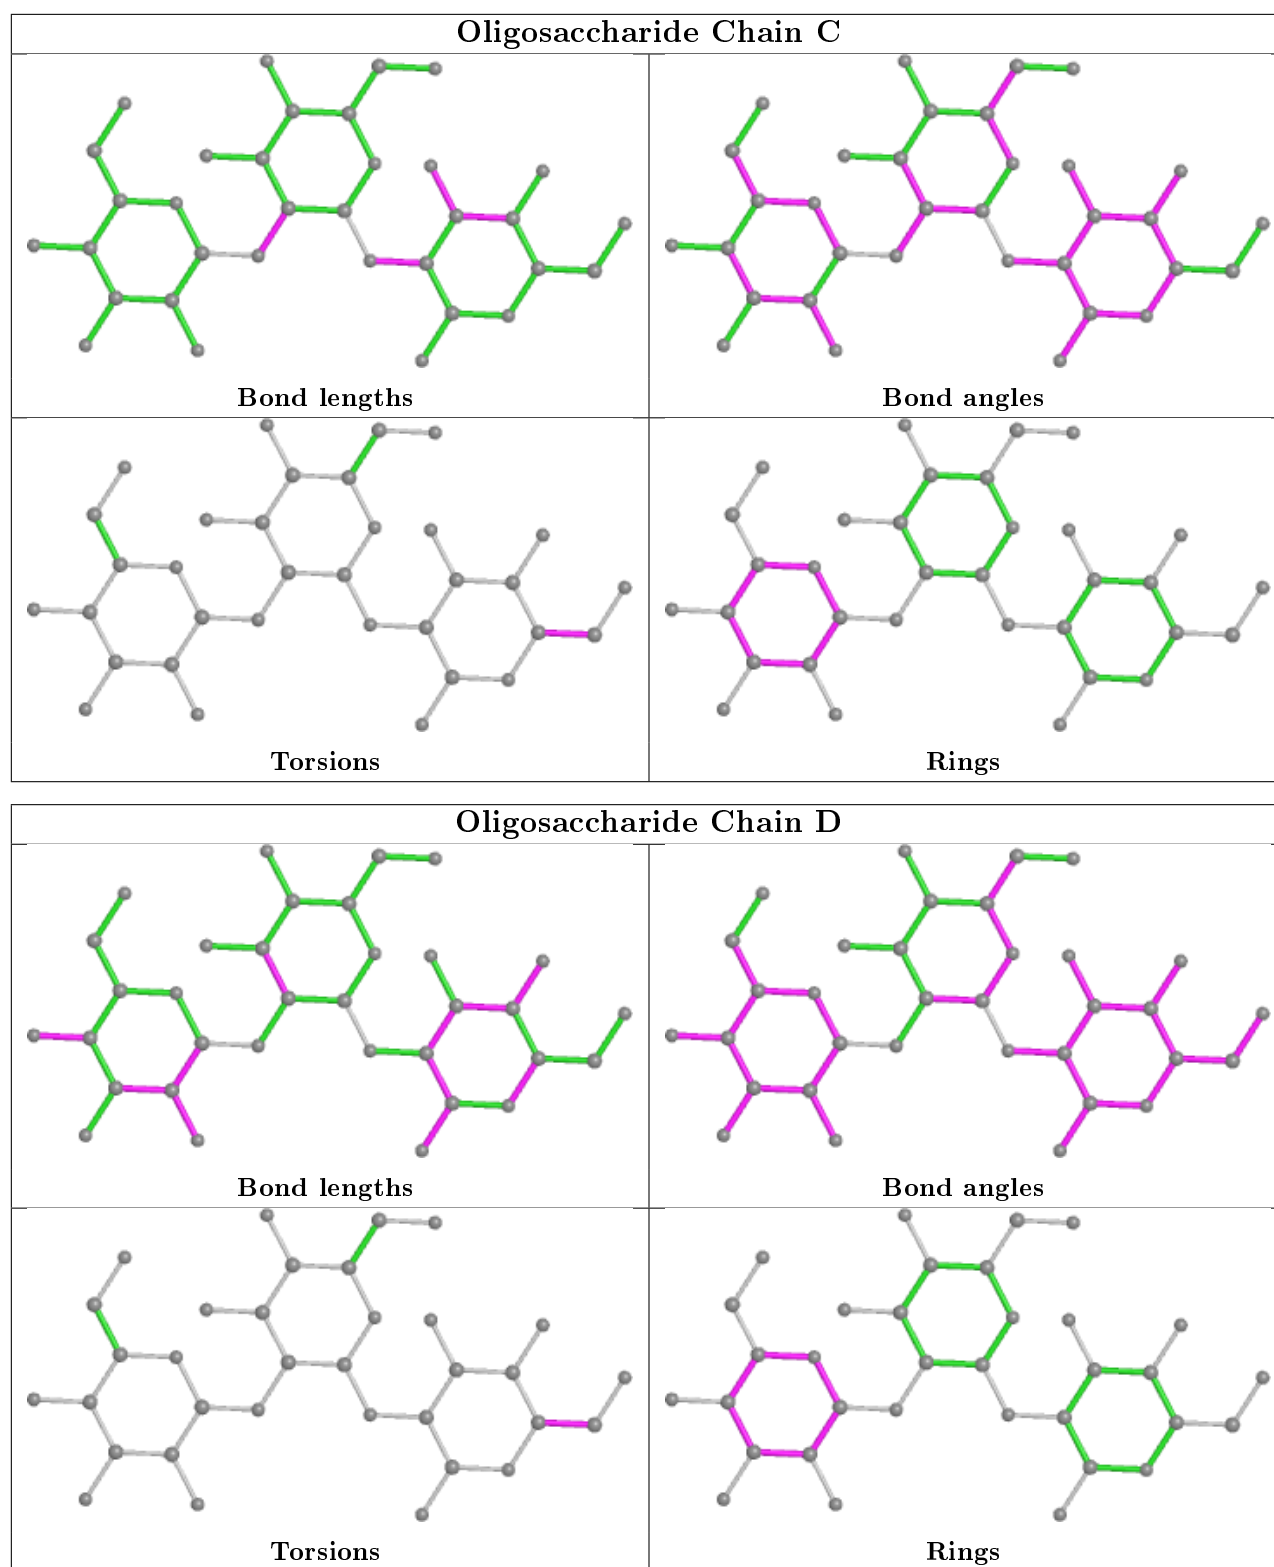 Oligosaccharide Chain C
Bond lengths
Bond angles
Torsions
Rings
Oligosaccharide Chain D
Bond lengths
Bond angles
Torsions
Rings